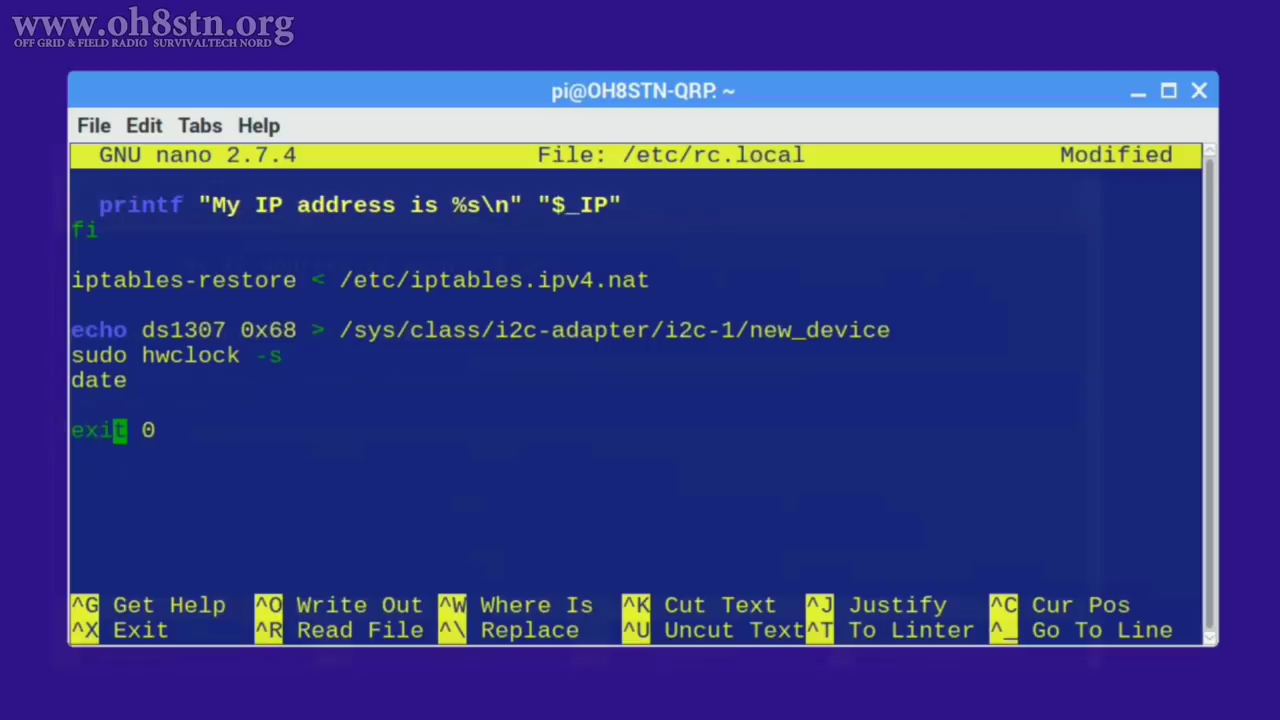 www.oh8stn.org
OFF GRID & FIELD RADIO SURVIVALTECH NORD
pi@OH8STN-QRP: ~
File Edit Tabs Help
GNU nano 2.7.4 File: /etc/rc.local Modified
printf "My IP address is %s\n" "$_IP"
fi
iptables-restore < /etc/iptables.ipv4.nat
echo ds1307 0x68 > /sys/class/i2c-adapter/i2c-1/new_device
sudo hwclock -s
date
exit 0
^G Get Help ^O Write Out ^W Where Is ^K Cut Text ^J Justify ^C Cur Pos
^X Exit ^R Read File ^\ Replace ^U Uncut Text ^T To Linter ^_ Go To Line